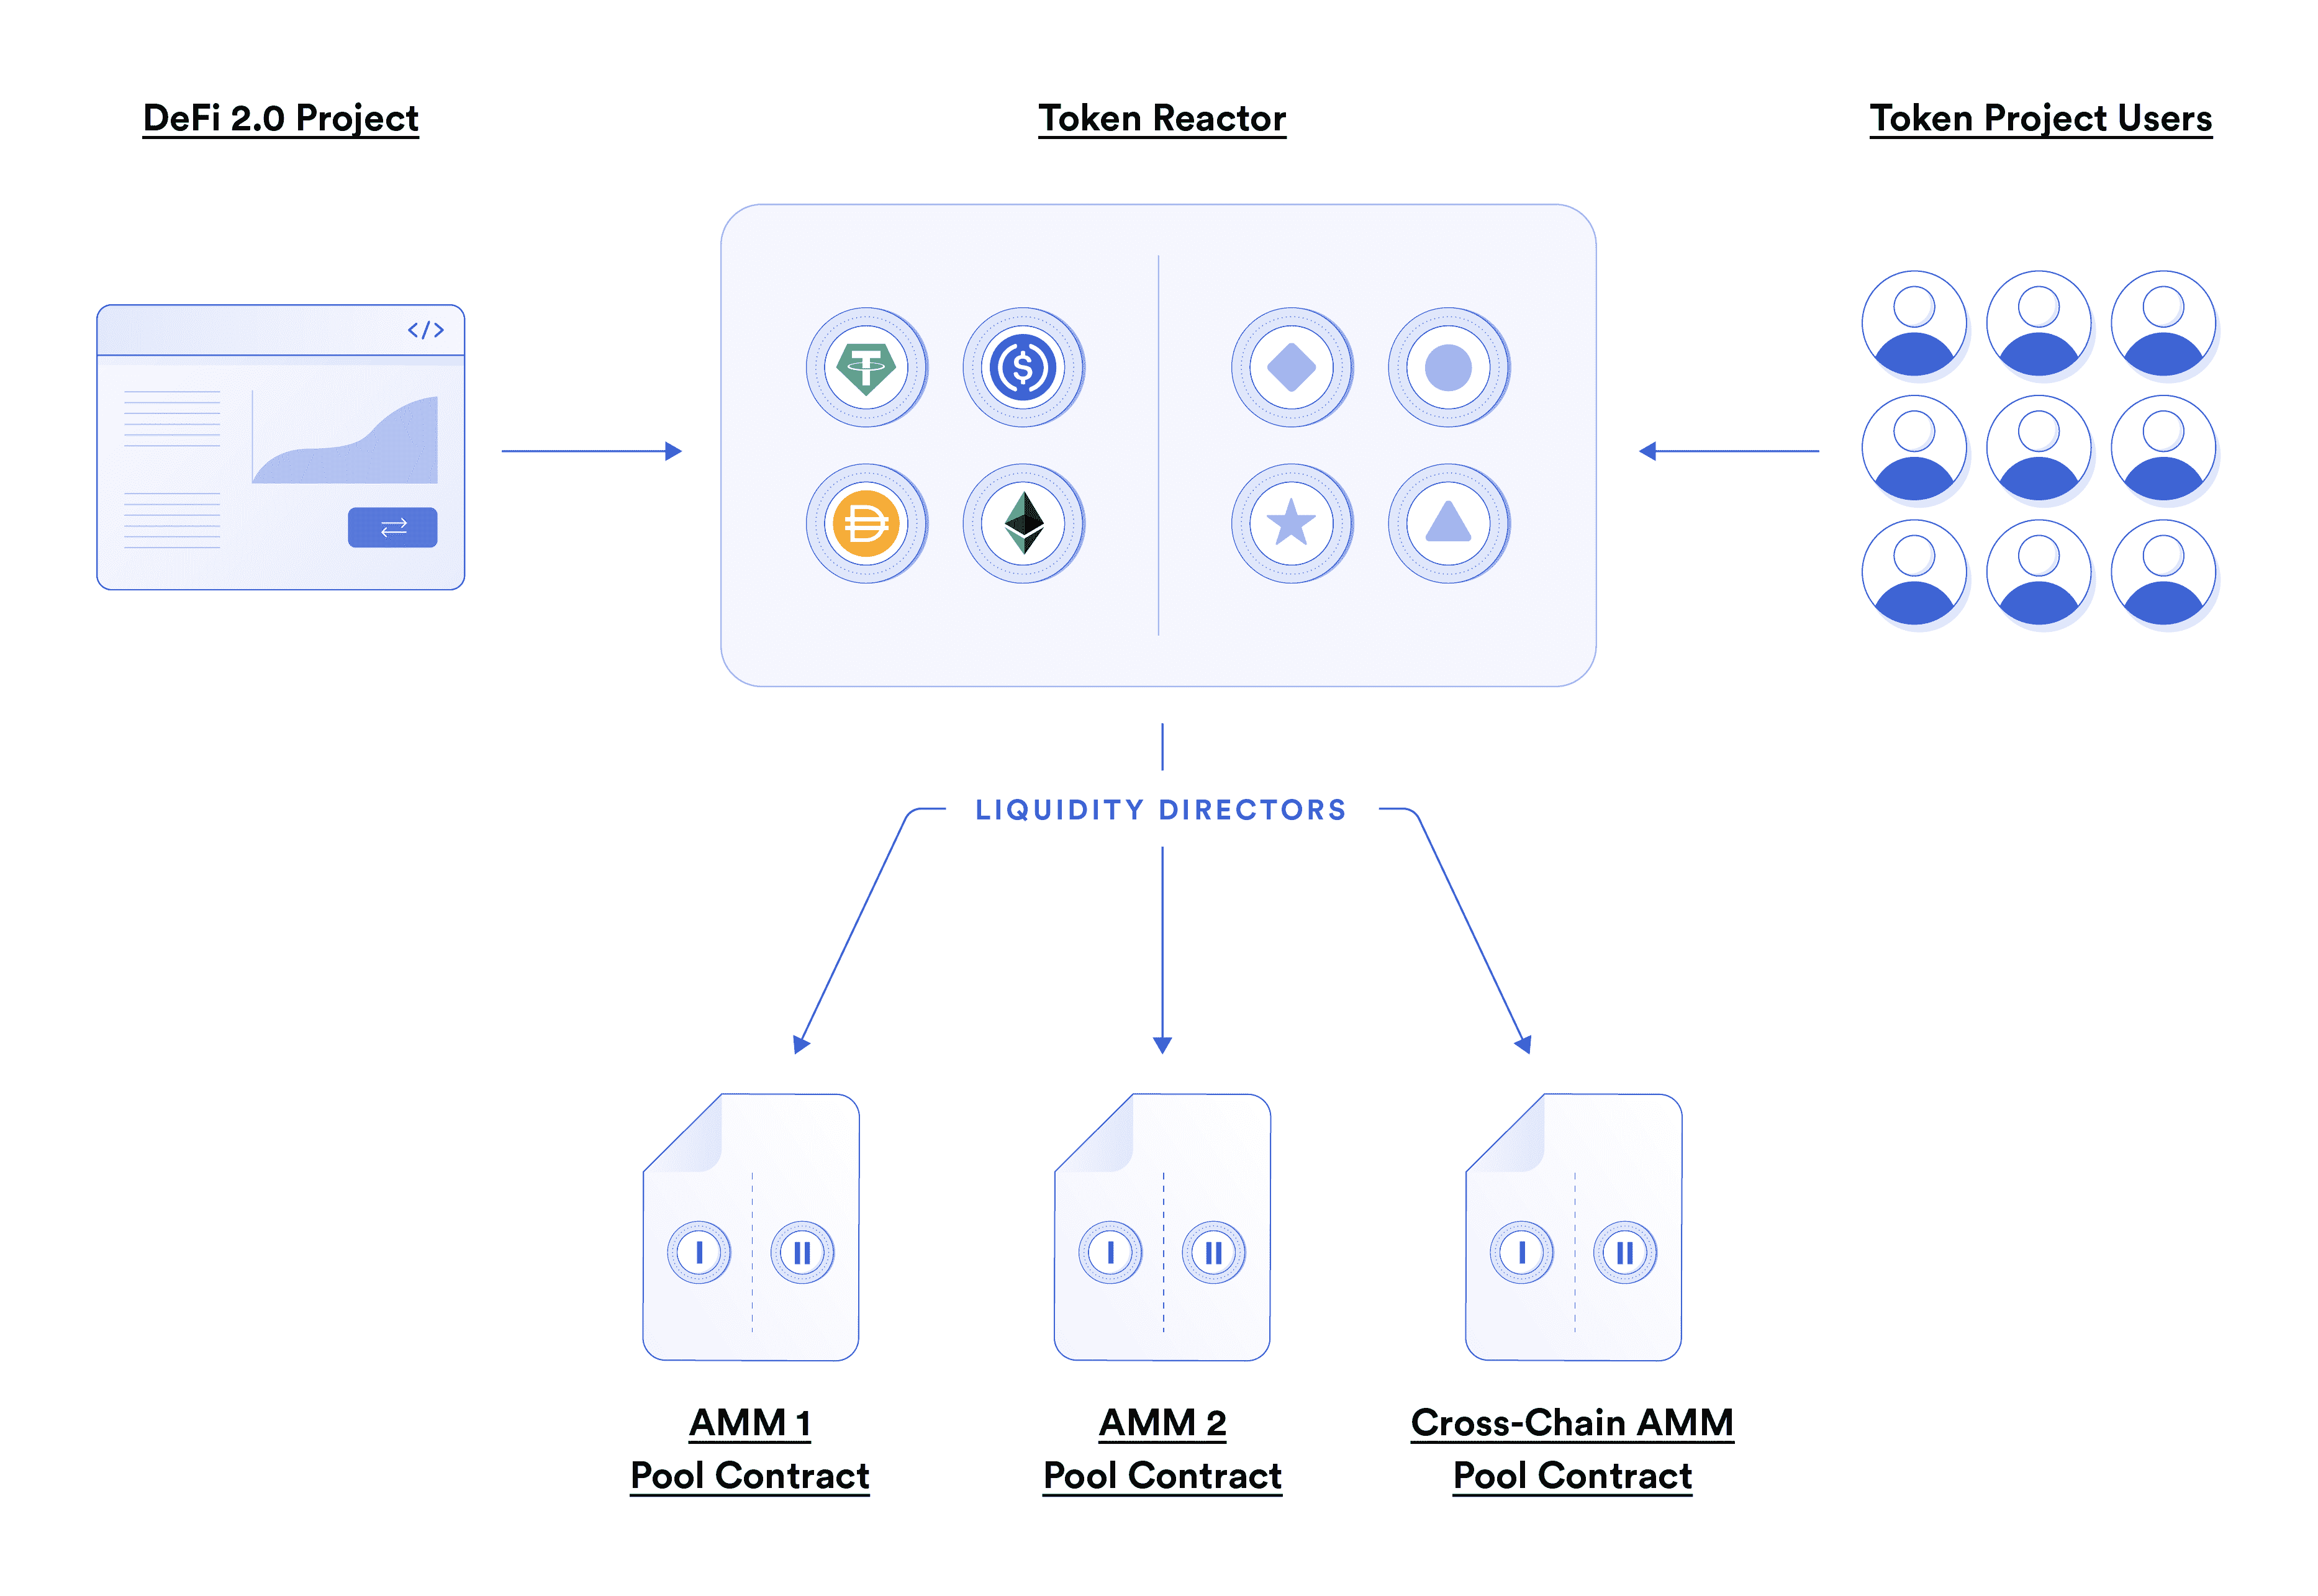 DeFi 2.0 Project
Token Reactor
Token Project Users
</>
LIQUIDITY DIRECTORS
I
II
I
II
I
II
AMM 1
Pool Contract
AMM 2
Pool Contract
Cross-Chain AMM
Pool Contract